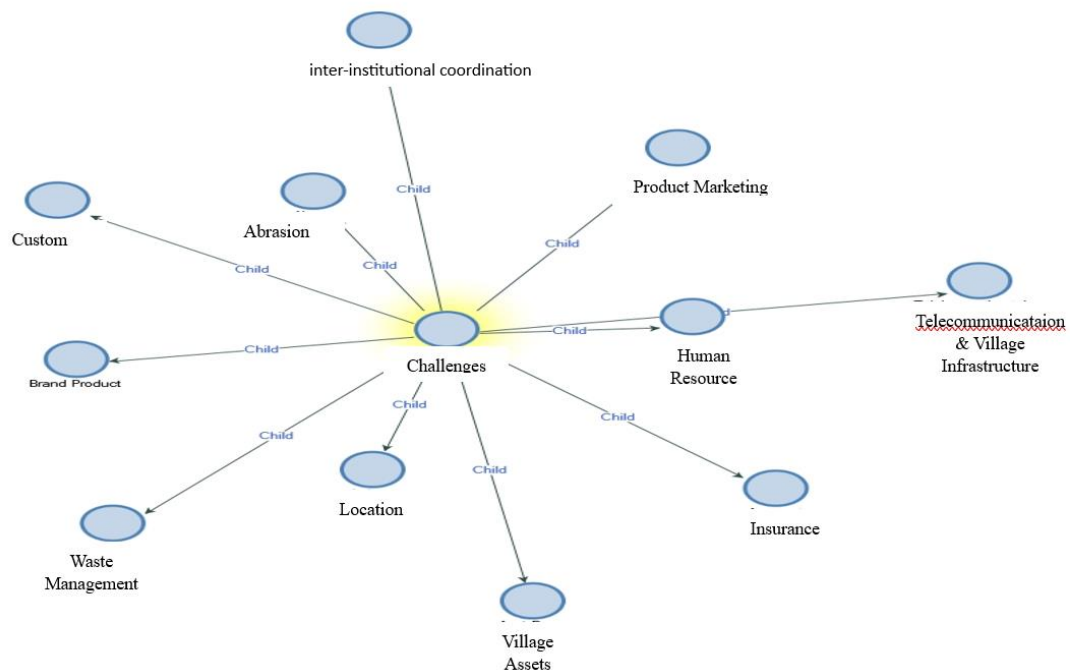 inter-institutional coordination
Product Marketing
Child
Abrasion
Custom
Child
Child
Child
Child
Telecommunicataion
& Village
Infrastructure
Child
Human
Resource
Child
Brand Product
Challenges
Child
Child
Child
Child
Location
Insurance
Waste
Management
Village
Assets